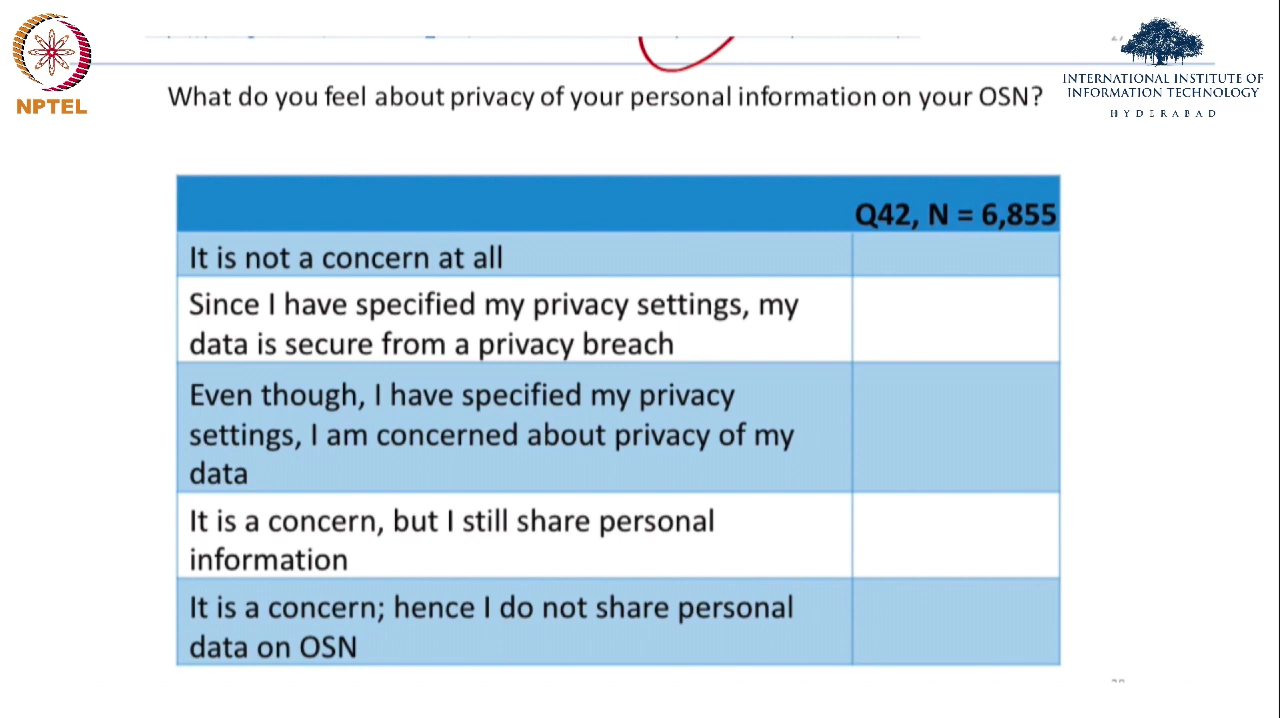 NPTEL
INTERNATIONAL INSTITUTE OF
INFORMATION TECHNOLOGY
HYDERABAD
What do you feel about privacy of your personal information on your OSN?
Q42, N = 6,855
It is not a concern at all
Since I have specified my privacy settings, my
data is secure from a privacy breach
Even though, I have specified my privacy
settings, I am concerned about privacy of my
data
It is a concern, but I still share personal
information
It is a concern; hence I do not share personal
data on OSN